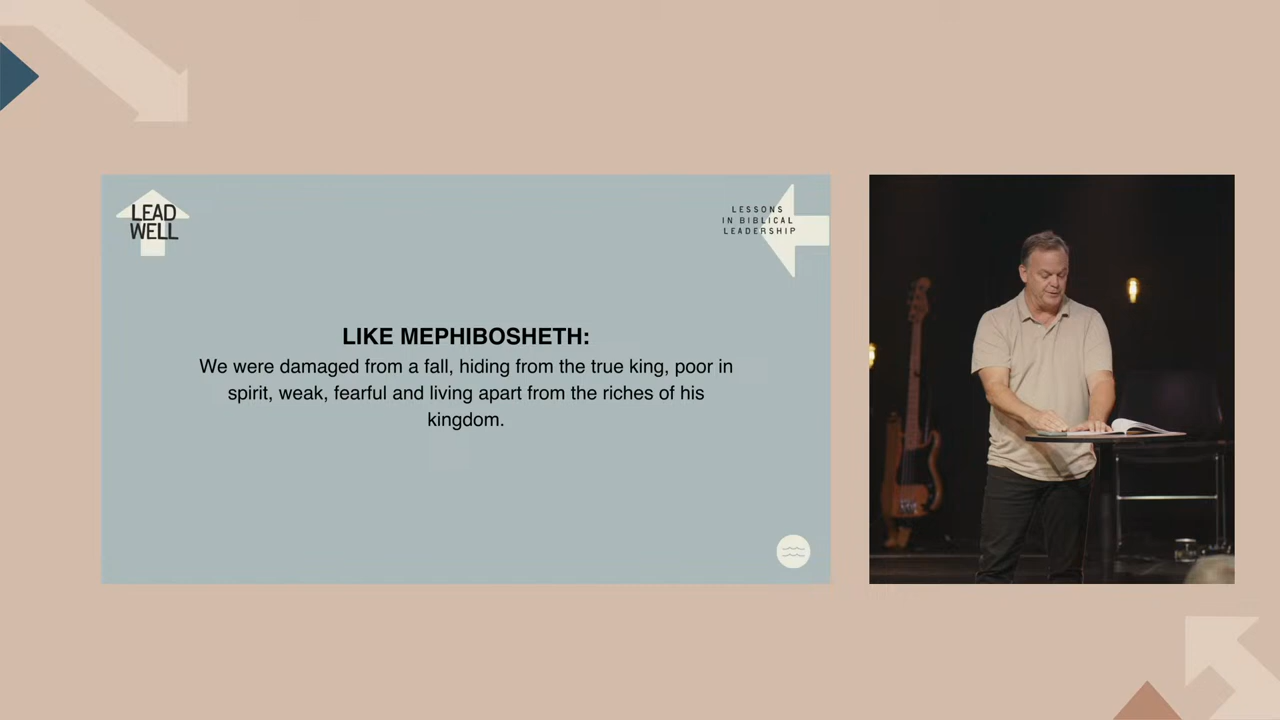 LEAD
WELL
LESSONS
IN BIBLICAL
LEADERSHIP
LIKE MEPHIBOSHETH:
We were damaged from a fall, hiding from the true king, poor in
spirit, weak, fearful and living apart from the riches of his
kingdom.